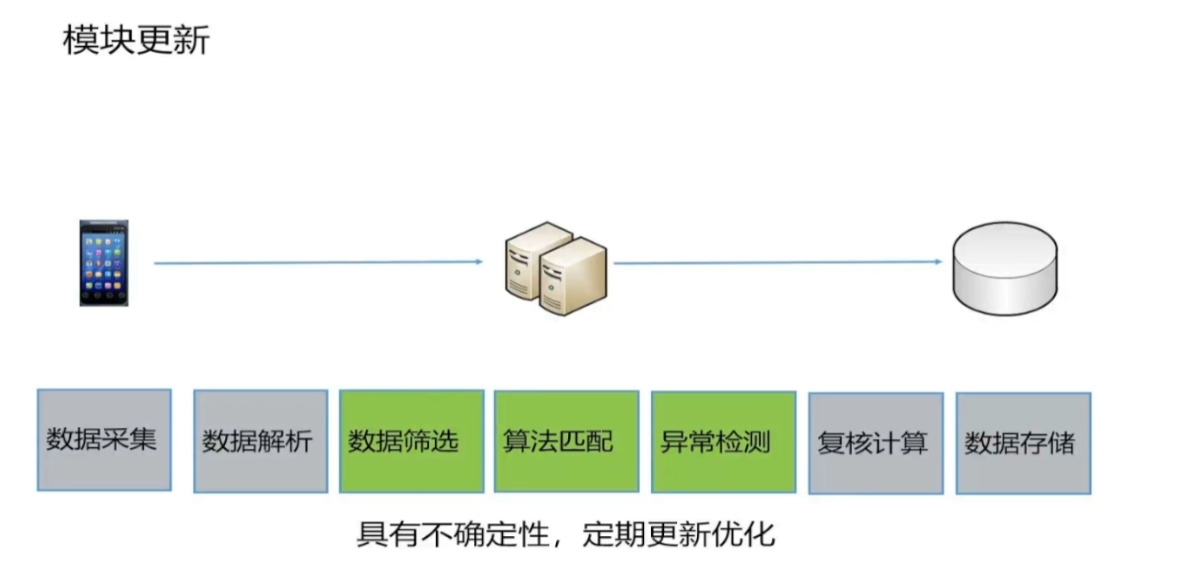 模块更新
数据采集
数据解析
数据筛选
算法匹配
异常检测
复核计算
数据存储
具有不确定性，定期更新优化